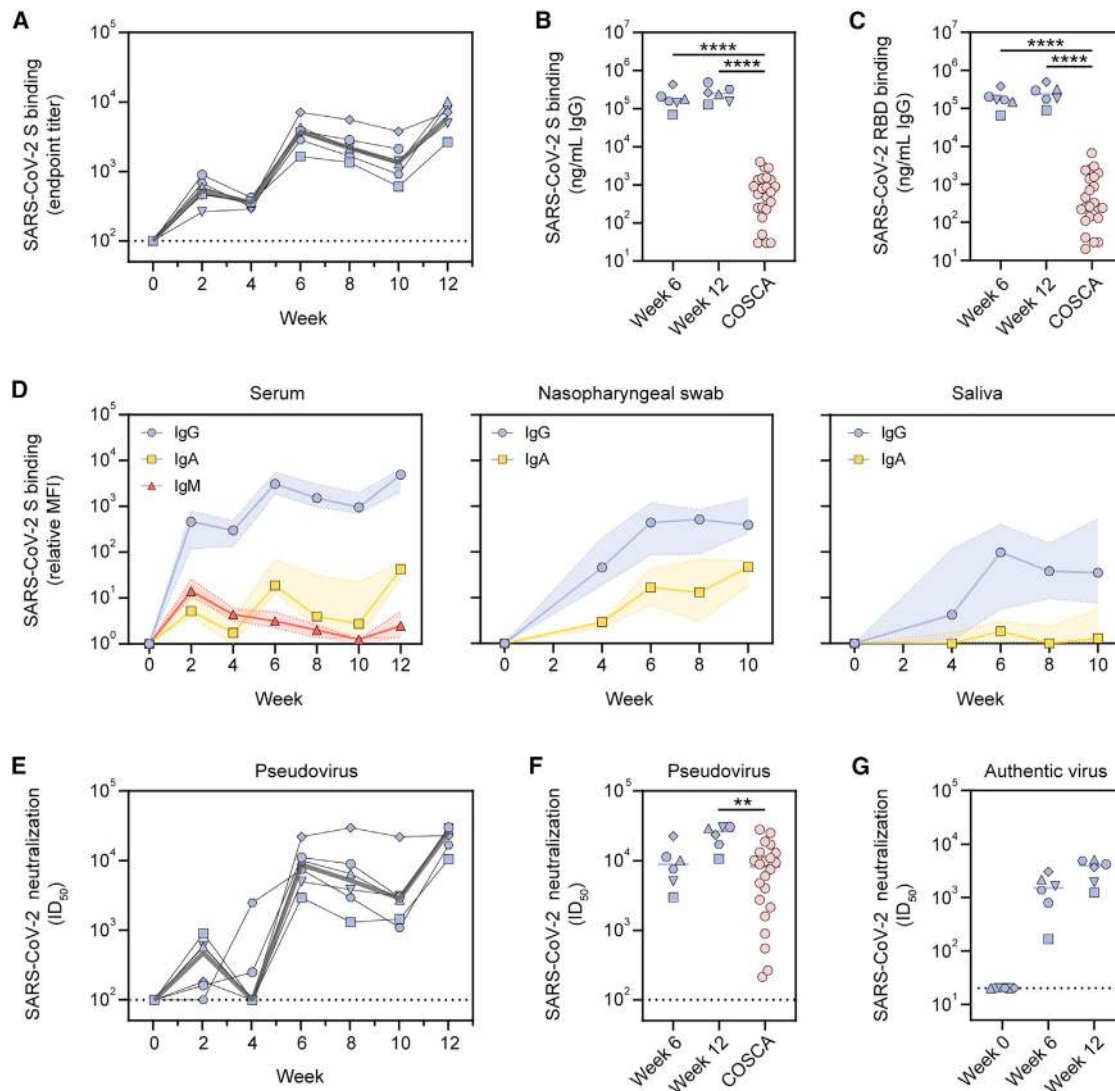 A
SARS-CoV-2 S binding
(endpoint titer)
10⁵
10⁴
10³
10²
0 2 4 6 8 10 12
Week
B
SARS-CoV-2 S binding
(ng/mL IgG)
10⁷
10⁶
10⁵
10⁴
10³
10²
10¹
****
****
Week 6
Week 12
COSCA
C
SARS-CoV-2 RBD binding
(ng/mL IgG)
10⁷
10⁶
10⁵
10⁴
10³
10²
10¹
****
****
Week 6
Week 12
COSCA
D
SARS-CoV-2 S binding
(relative MFI)
Serum
10⁵
10⁴
10³
10²
10¹
10⁰
IgG
IgA
IgM
0 2 4 6 8 10 12
Week
Nasopharyngeal swab
IgG
IgA
0 2 4 6 8 10
Week
Saliva
IgG
IgA
0 2 4 6 8 10
Week
E
Pseudovirus
SARS-CoV-2 neutralization
(ID₅₀)
10⁵
10⁴
10³
10²
0 2 4 6 8 10 12
Week
F
Pseudovirus
SARS-CoV-2 neutralization
(ID₅₀)
10⁵
10⁴
10³
10²
**
Week 6
Week 12
COSCA
G
Authentic virus
SARS-CoV-2 neutralization
(ID₅₀)
10⁵
10⁴
10³
10²
10¹
Week 0
Week 6
Week 12